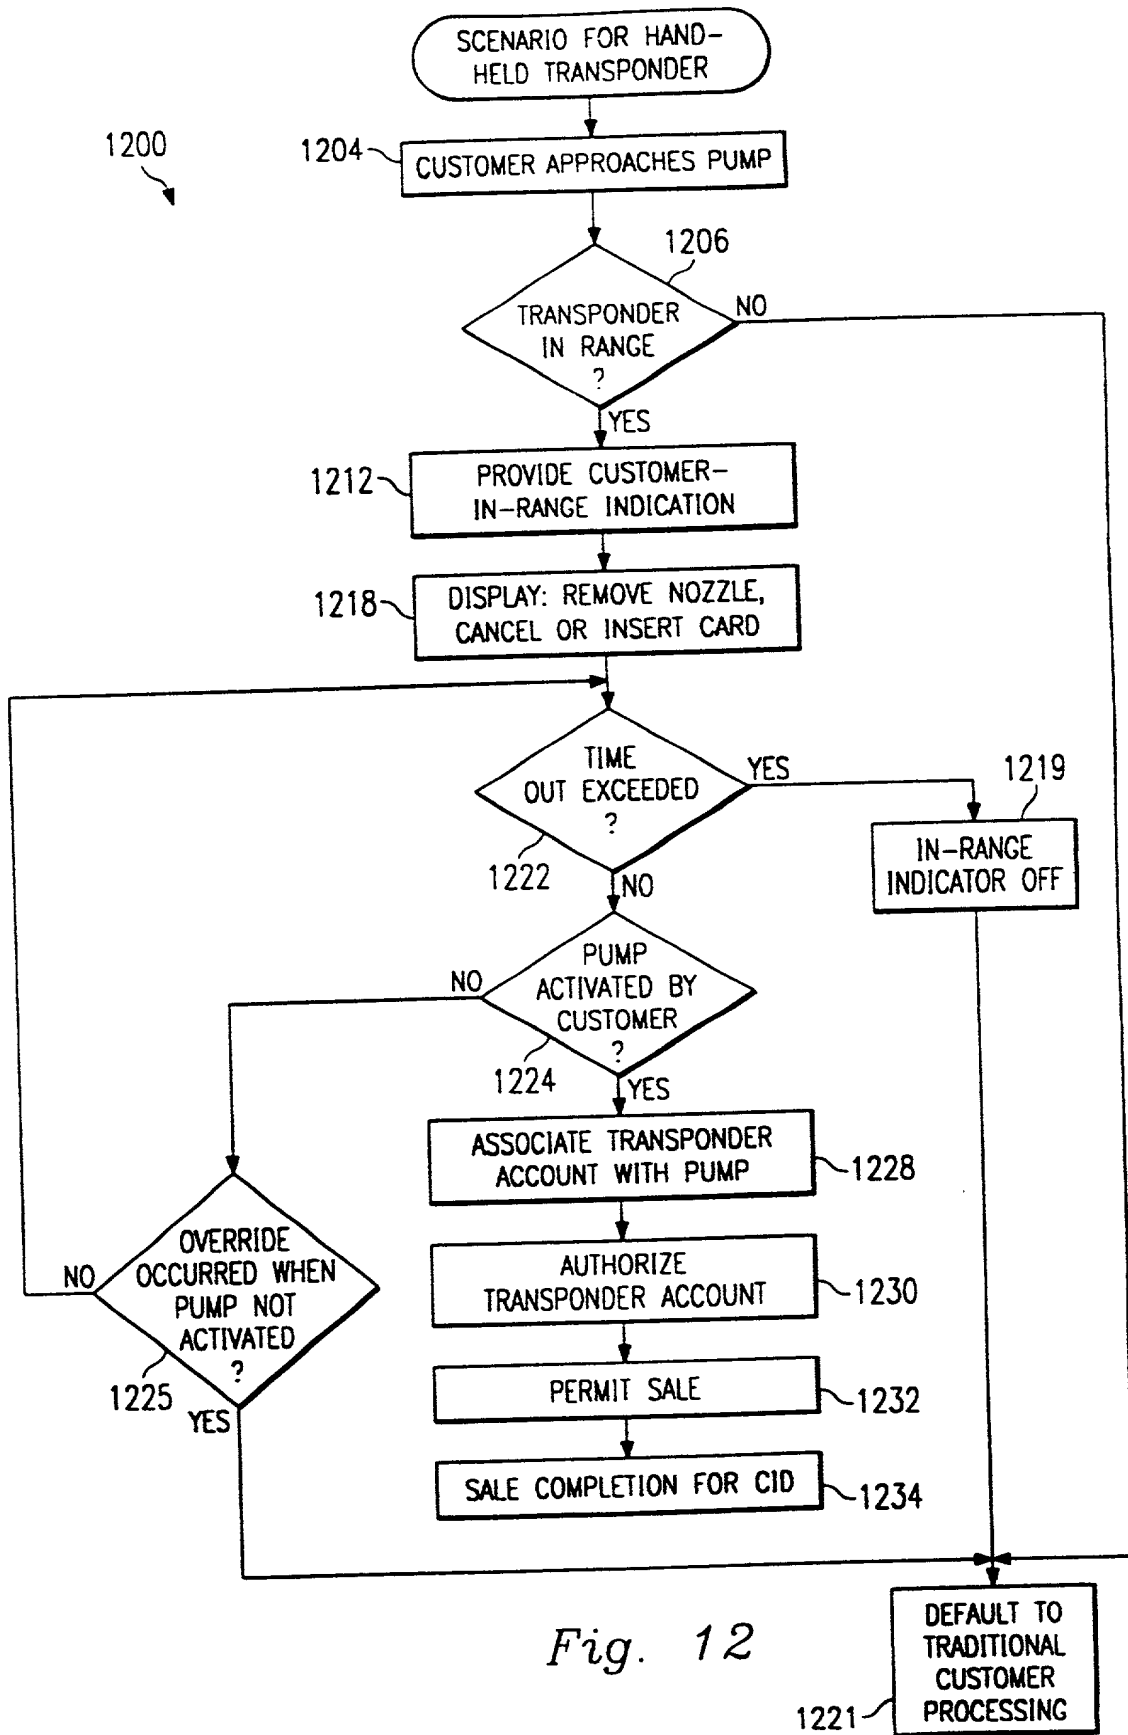 SCENARIO FOR HAND-
HELD TRANSPONDER
1200
1204
CUSTOMER APPROACHES PUMP
1206
TRANSPONDER
IN RANGE
?
NO
YES
1212
PROVIDE CUSTOMER-
IN-RANGE INDICATION
1218
DISPLAY: REMOVE NOZZLE,
CANCEL OR INSERT CARD
TIME
OUT EXCEEDED
?
YES
1222
NO
1219
IN-RANGE
INDICATOR OFF
PUMP
ACTIVATED BY
CUSTOMER
?
NO
1224
YES
ASSOCIATE TRANSPONDER
ACCOUNT WITH PUMP
1228
OVERRIDE
OCCURRED WHEN
PUMP NOT
ACTIVATED
?
NO
1225
YES
AUTHORIZE
TRANSPONDER ACCOUNT
1230
PERMIT SALE
1232
SALE COMPLETION FOR CID
1234
DEFAULT TO
TRADITIONAL
CUSTOMER
PROCESSING
1221
Fig. 12